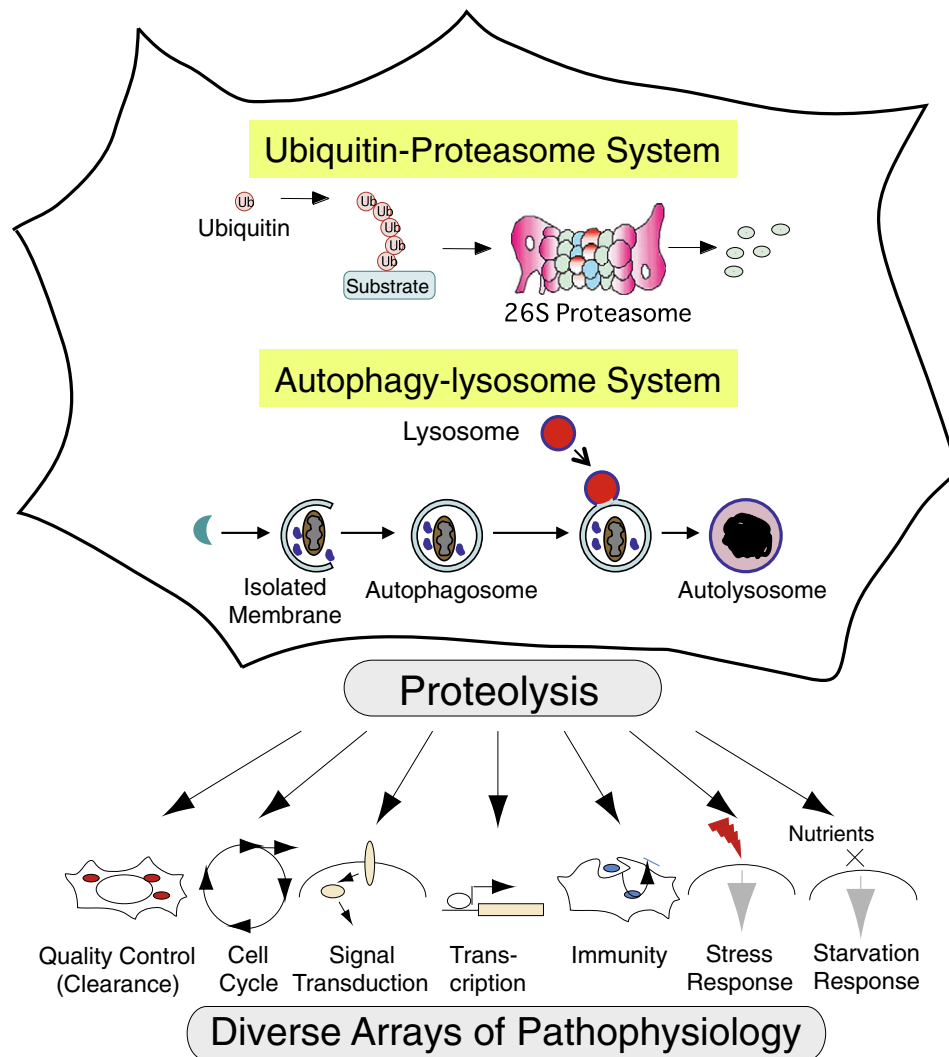 Ubiquitin-Proteasome System
Ub
Ubiquitin
Ub
Ub
Ub
Ub
Ub
Substrate
26S Proteasome
Autophagy-lysosome System
Lysosome
Isolated
Membrane
Autophagosome
Autolysosome
Proteolysis
Nutrients
Quality Control
(Clearance)
Cell
Cycle
Signal
Transduction
Trans-
cription
Immunity
Stress
Response
Starvation
Response
Diverse Arrays of Pathophysiology